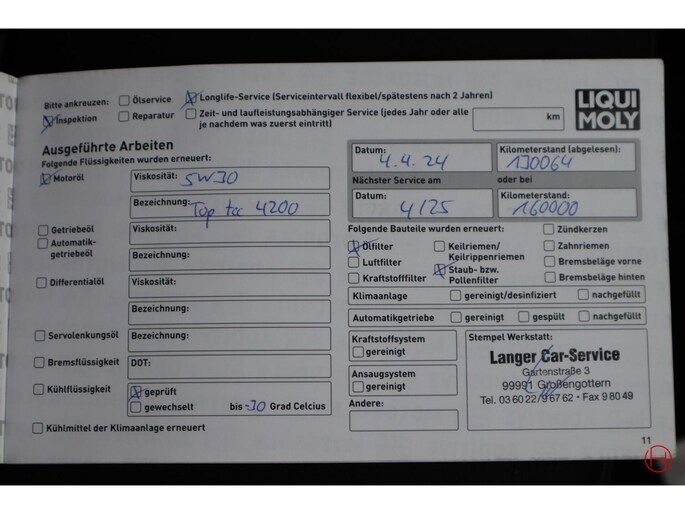 Bitte ankreuzen: Ölservice Longlife-Service (Serviceintervall flexibel/spätestens nach 2 Jahren)
Inspektion Reparatur Zeit- und laufleistungsabhängiger Service (jedes Jahr oder alle
je nachdem was zuerst eintritt) km
LIQUI
MOLY
Ausgeführte Arbeiten
Folgende Flüssigkeiten wurden erneuert:
Motoröl Viskosität: 5W30
Bezeichnung: Top tec 4200
Getriebeöl Viskosität:
Automatik-
getriebeöl Bezeichnung:
Differentialöl Viskosität:
Bezeichnung:
Servolenkungsöl Bezeichnung:
Bremsflüssigkeit DOT:
Kühlflüssigkeit geprüft
gewechselt bis -30 Grad Celcius
Kühlmittel der Klimaanlage erneuert
Datum: 4.4.24 Kilometerstand (abgelesen): 130064
Nächster Service am oder bei
Datum: 4/25 Kilometerstand: 160000
Folgende Bauteile wurden erneuert: Zündkerzen
Ölfilter Keilriemen/ Zahnriemen
Keilrippenriemen
Luftfilter Bremsbeläge vorne
Kraftstofffilter Staub- bzw. Bremsbeläge hinten
Pollenfilter
Klimaanlage gereinigt/desinfiziert nachgefüllt
Automatikgetriebe gereinigt gespült nachgefüllt
Kraftstoffsystem
gereinigt
Ansaugsystem
gereinigt
Andere:
Stempel Werkstatt:
Langer Car-Service
Gartenstraße 3
99991 Großengottern
Tel. 03 60 22/9 67 62 • Fax 9 80 49
11